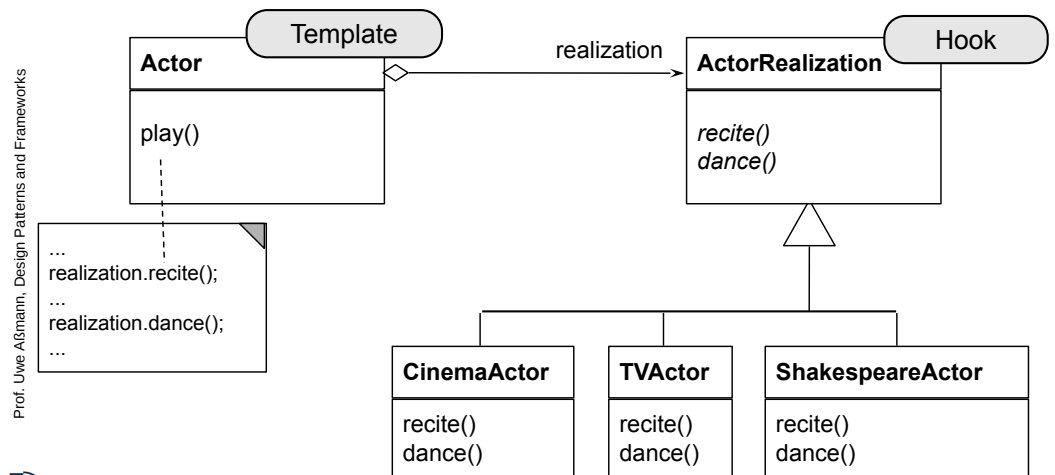 Template
Hook
Actor
realization
ActorRealization
play()
recite()
dance()
...
realization.recite();
...
realization.dance();
...
CinemaActor
TVActor
ShakespeareActor
recite()
recite()
recite()
dance()
dance()
dance()
Prof. Uwe Aßmann, Design Patterns and Frameworks